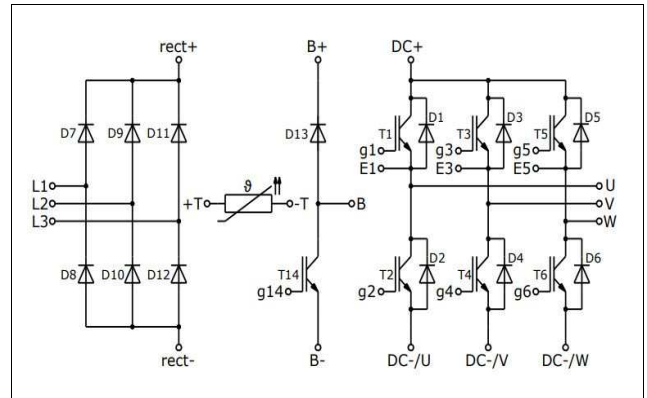 rect+ B+ DC+
D7 D9 D11 D13 T1 D1 T3 D3 T5 D5
g1 g3 g5
E1 E3 E5
L1 U
L2 +T ϑ -T B V
L3 W
D8 D10 D12 T14 T2 D2 T4 D4 T6 D6
g14 g2 g4 g6
rect- B- DC-/U DC-/V DC-/W